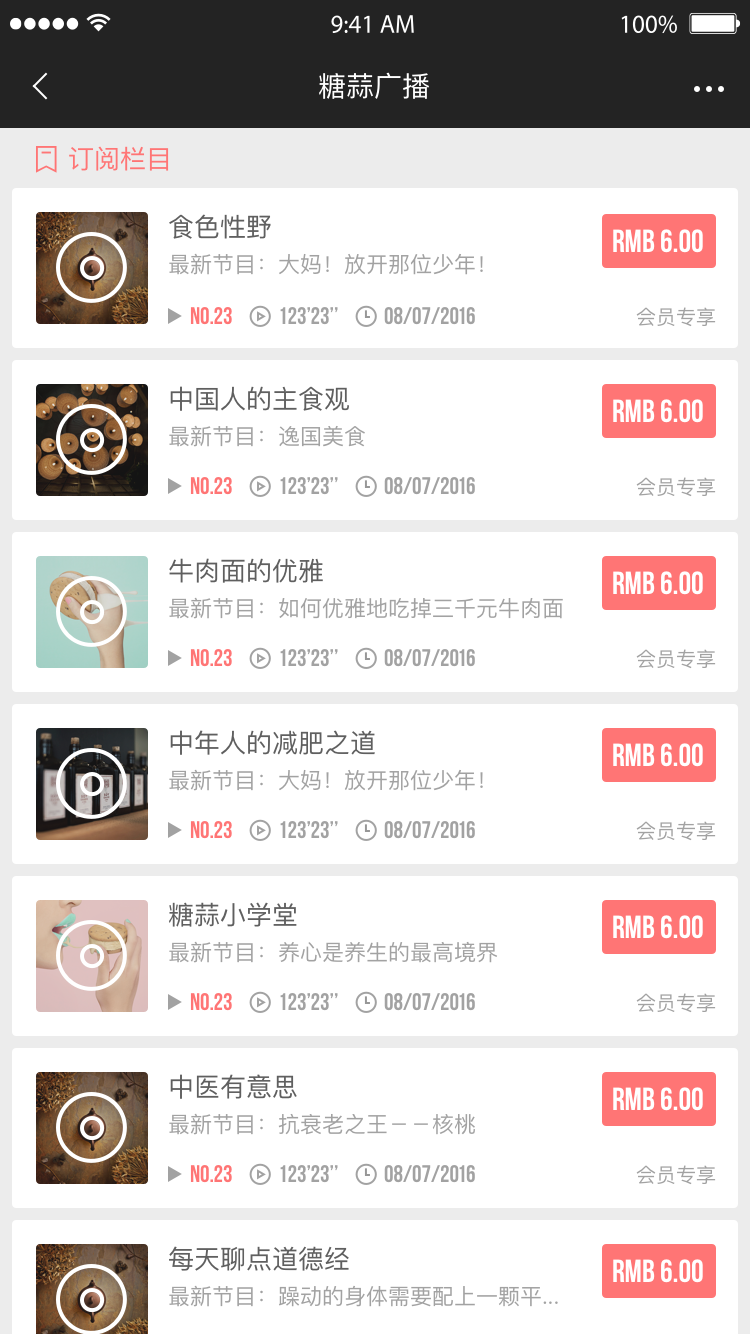 9:41 AM 100%
糖蒜广播
订阅栏目
食色性野
RMB 6.00
最新节目：大妈！放开那位少年！
NO.23 123’23” 08/07/2016 会员专享
中国人的主食观
RMB 6.00
最新节目：逸国美食
NO.23 123’23” 08/07/2016 会员专享
牛肉面的优雅
RMB 6.00
最新节目：如何优雅地吃掉三千元牛肉面
NO.23 123’23” 08/07/2016 会员专享
中年人的减肥之道
RMB 6.00
最新节目：大妈！放开那位少年！
NO.23 123’23” 08/07/2016 会员专享
糖蒜小学堂
RMB 6.00
最新节目：养心是养生的最高境界
NO.23 123’23” 08/07/2016 会员专享
中医有意思
RMB 6.00
最新节目：抗衰老之王－－核桃
NO.23 123’23” 08/07/2016 会员专享
每天聊点道德经
RMB 6.00
最新节目：躁动的身体需要配上一颗平...